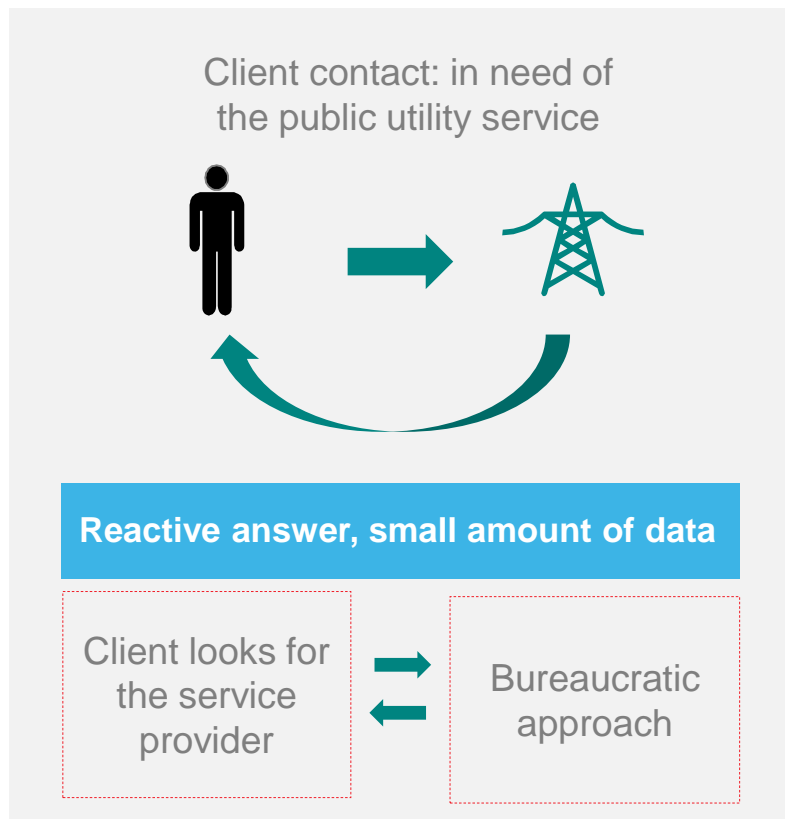 Client contact: in need of
the public utility service
Reactive answer, small amount of data
Client looks for
the service
provider
Bureaucratic
approach